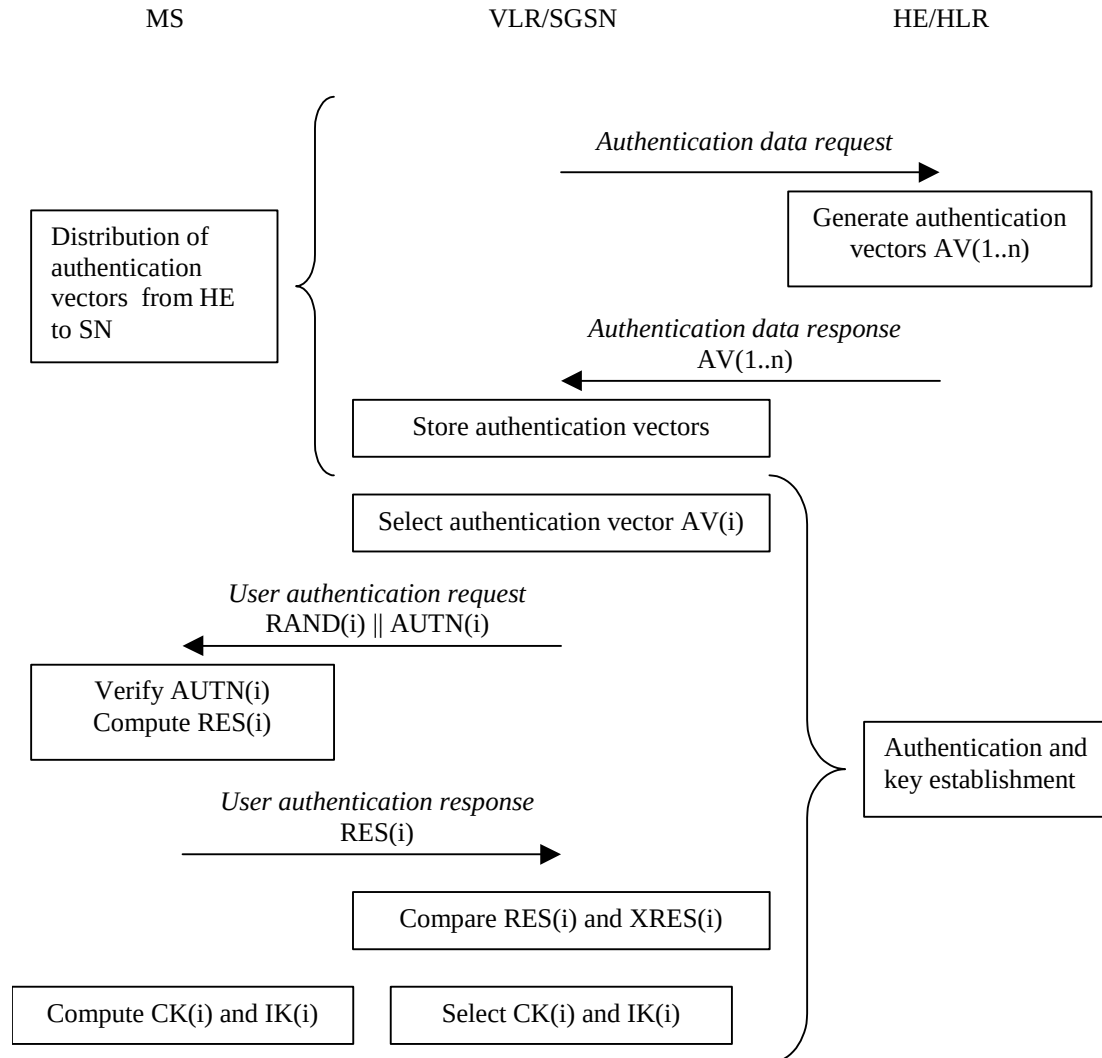 MS
VLR/SGSN
HE/HLR
Authentication data request
Generate authentication
vectors AV(1..n)
Distribution of
authentication
vectors from HE
to SN
Authentication data response
AV(1..n)
Store authentication vectors
Select authentication vector AV(i)
User authentication request
RAND(i) || AUTN(i)
Verify AUTN(i)
Compute RES(i)
Authentication and
key establishment
User authentication response
RES(i)
Compare RES(i) and XRES(i)
Compute CK(i) and IK(i)
Select CK(i) and IK(i)